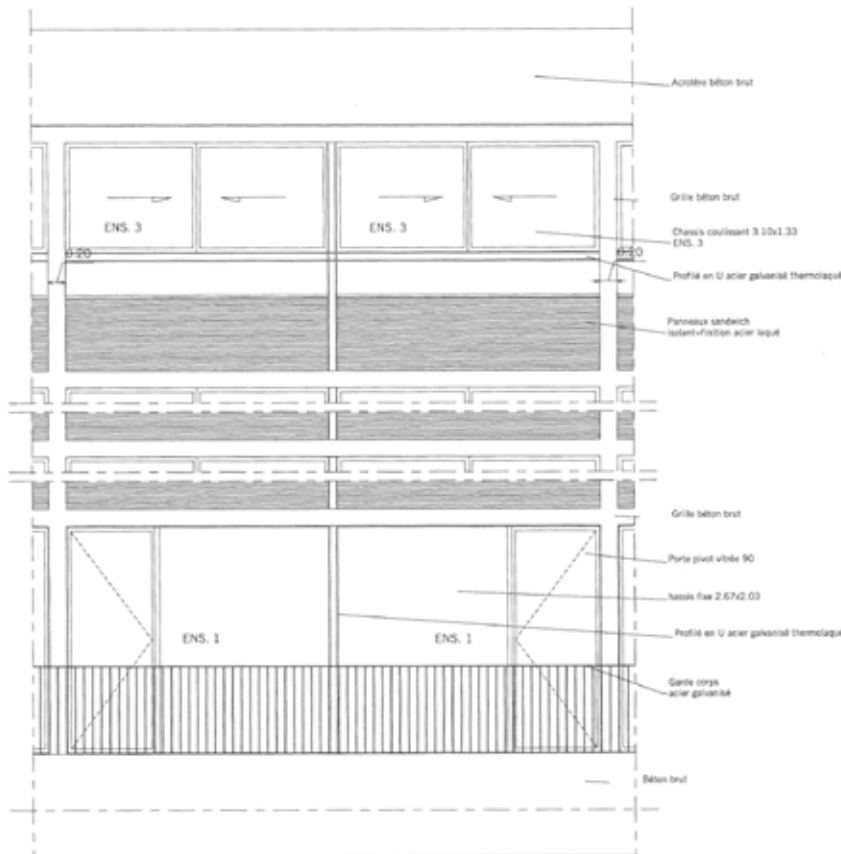 Acrotère béton brut
Grille béton brut
ENS. 3
ENS. 3
Chassis coulissant 3.10x1.33
ENS. 3
0.20
0.20
Profilé en U acier galvanisé thermolaqué
Panneaux sandwich
isolant+finition acier laqué
Grille béton brut
Porte pivot vitrée 90
hassis fixe 2.67x2.03
ENS. 1
ENS. 1
Profilé en U acier galvanisé thermolaqué
Garde corps
acier galvanisé
Béton brut